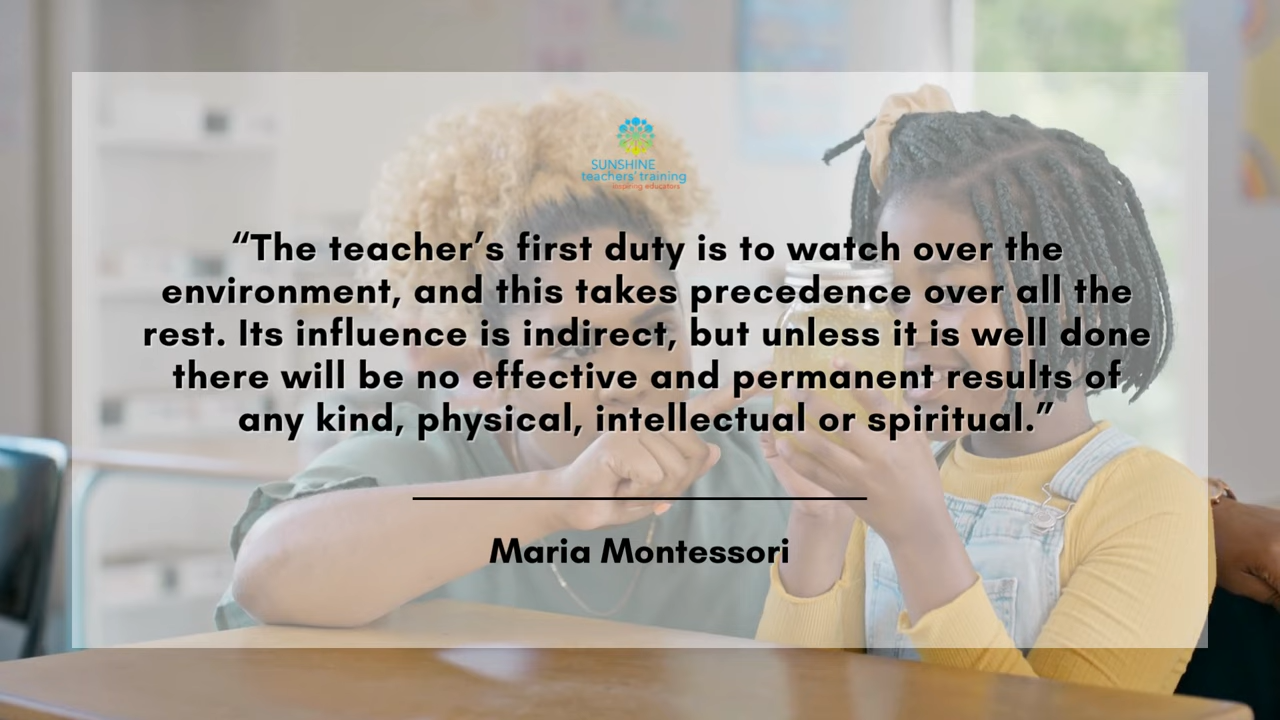 SUNSHINE
teachers' training
inspiring educators
“The teacher’s first duty is to watch over the
environment, and this takes precedence over all the
rest. Its influence is indirect, but unless it is well done
there will be no effective and permanent results of
any kind, physical, intellectual or spiritual.”
Maria Montessori